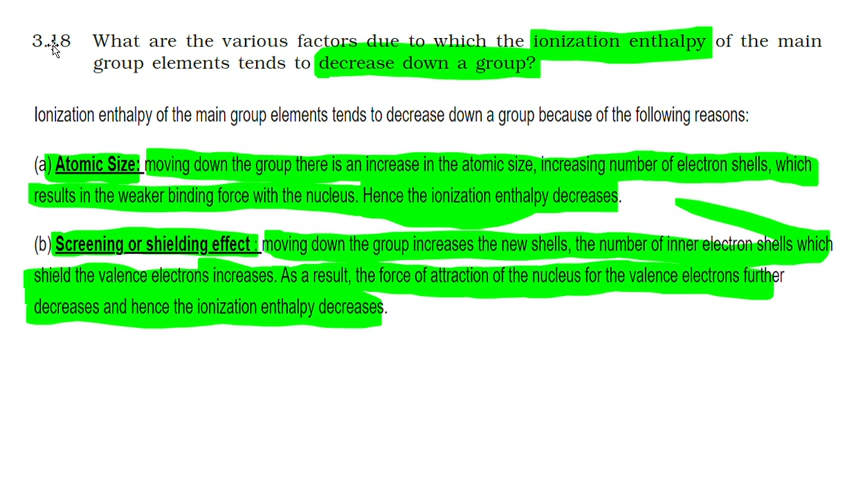 3.18 What are the various factors due to which the ionization enthalpy of the main
group elements tends to decrease down a group?
Ionization enthalpy of the main group elements tends to decrease down a group because of the following reasons:
(a) Atomic Size: moving down the group there is an increase in the atomic size, increasing number of electron shells, which
results in the weaker binding force with the nucleus. Hence the ionization enthalpy decreases.
(b) Screening or shielding effect : moving down the group increases the new shells, the number of inner electron shells which
shield the valence electrons increases. As a result, the force of attraction of the nucleus for the valence electrons further
decreases and hence the ionization enthalpy decreases.